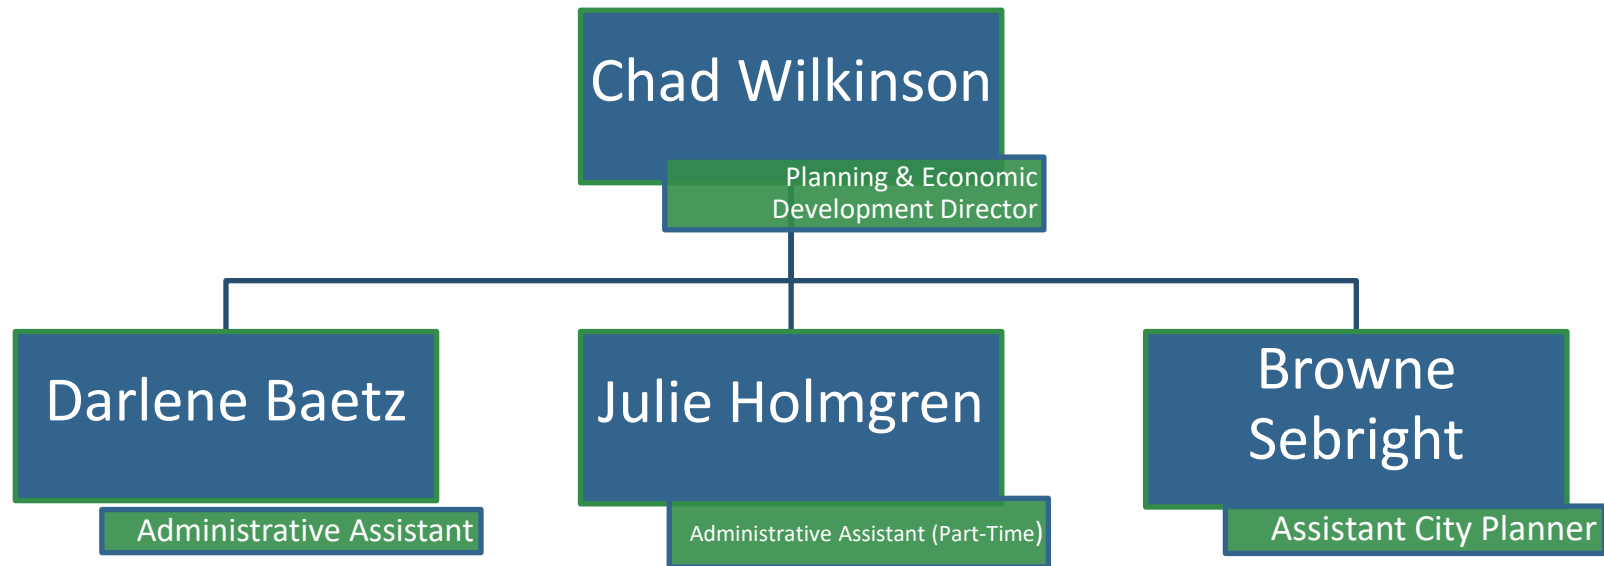 Chad Wilkinson
Planning & Economic
Development Director
Darlene Baetz
Administrative Assistant
Julie Holmgren
Administrative Assistant (Part-Time)
Browne
Sebright
Assistant City Planner